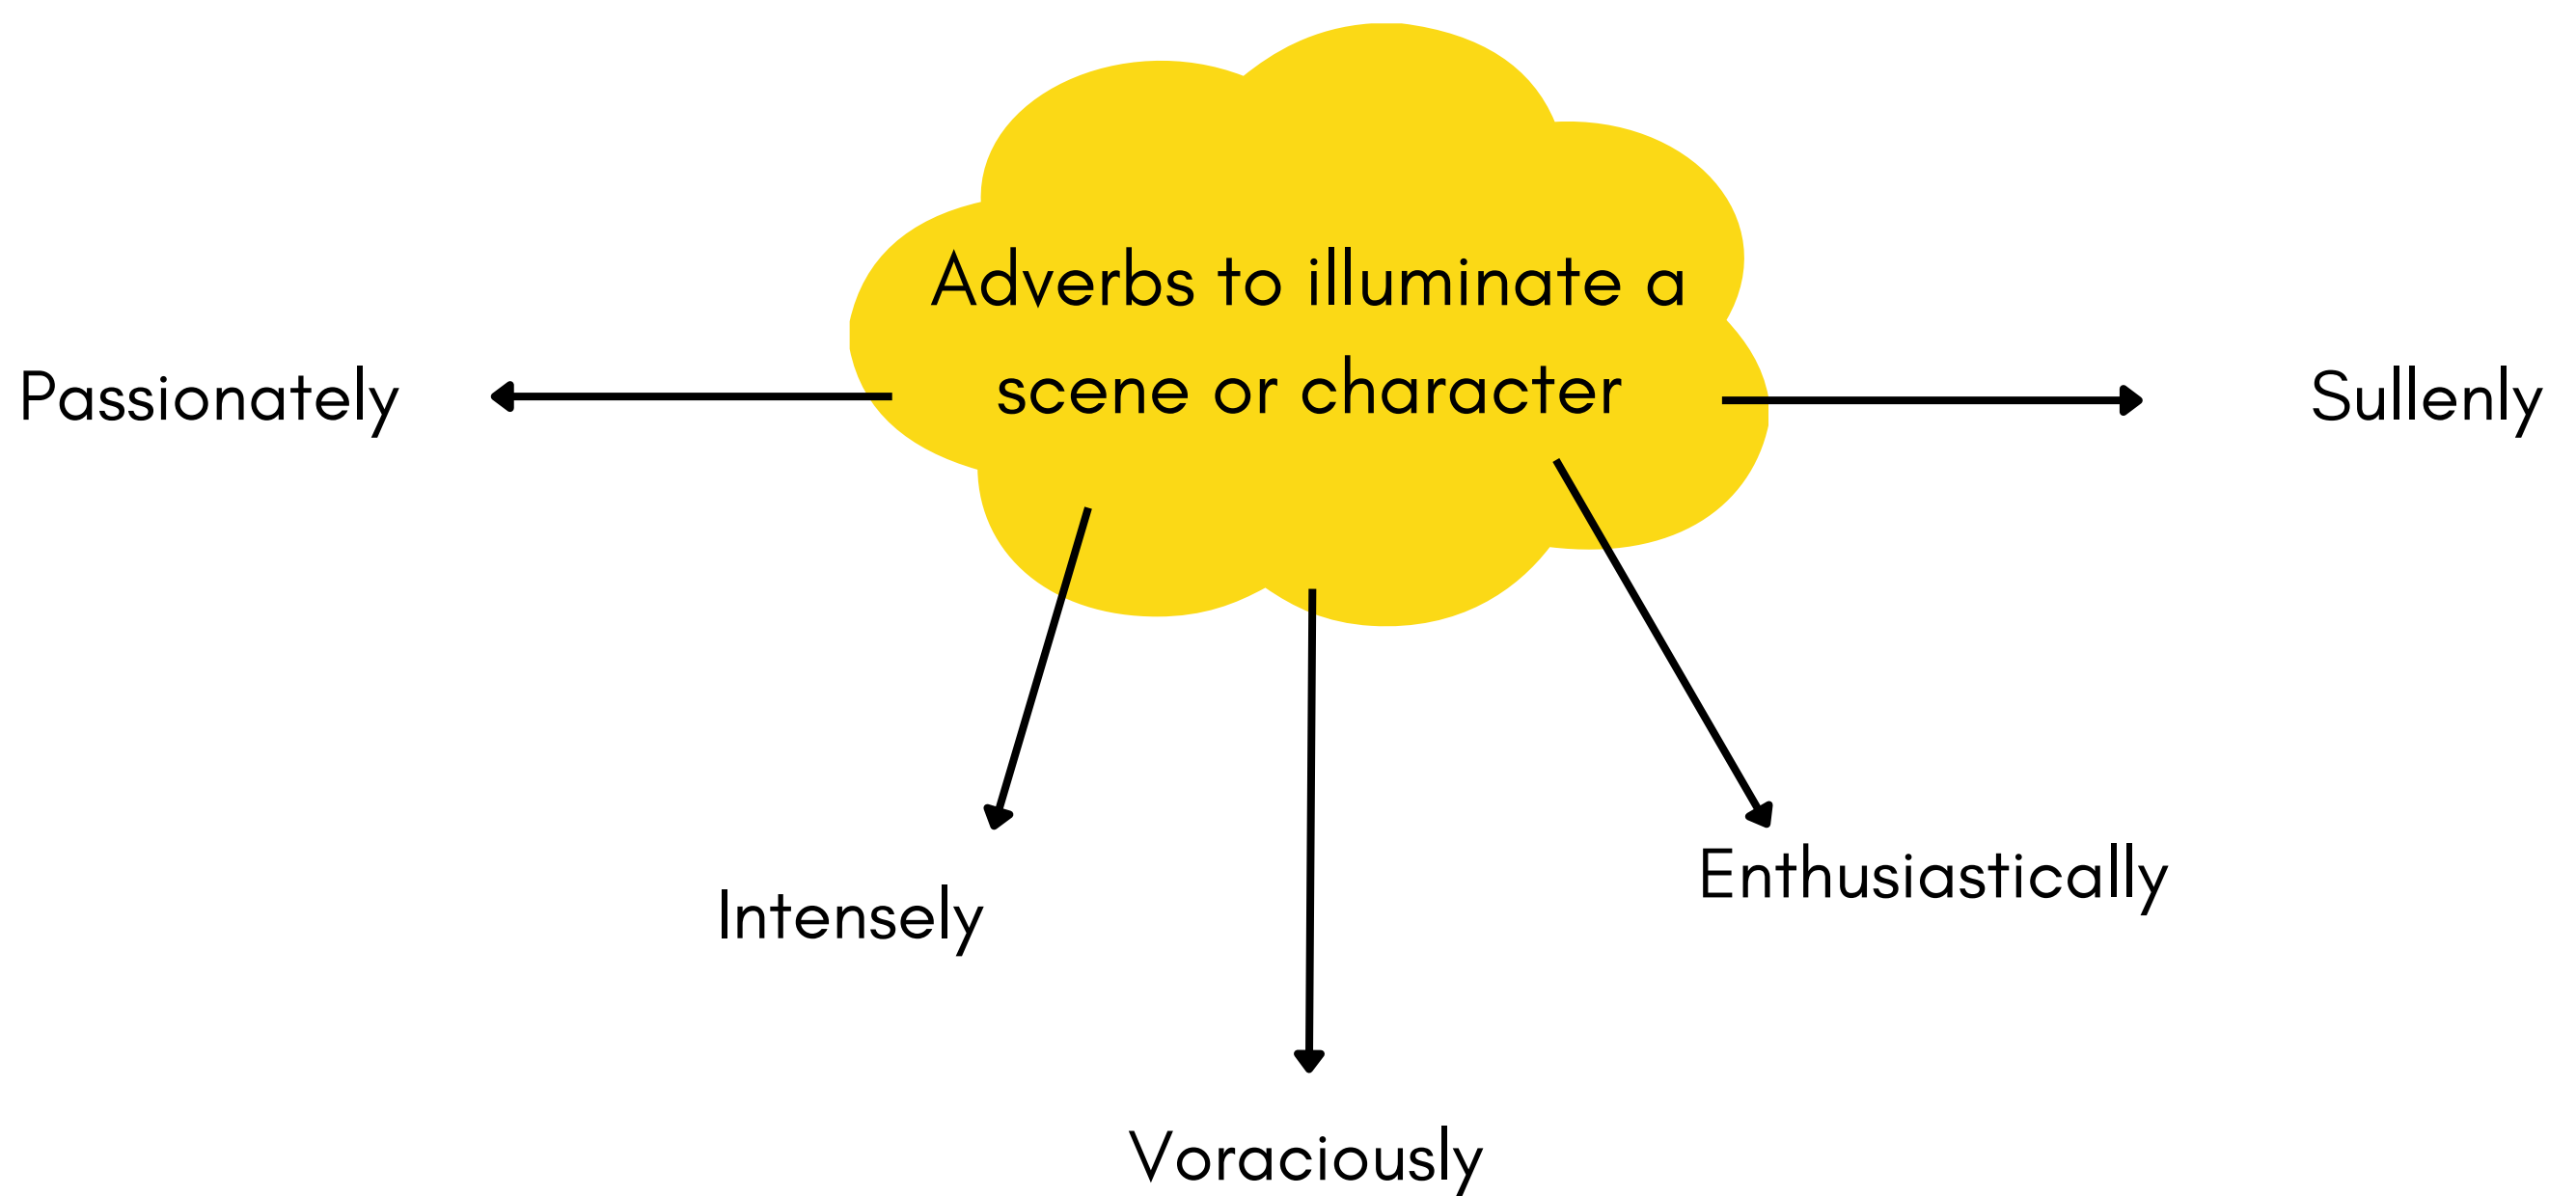 Adverbs to illuminate a
scene or character
Passionately
Sullenly
Intensely
Enthusiastically
Voraciously